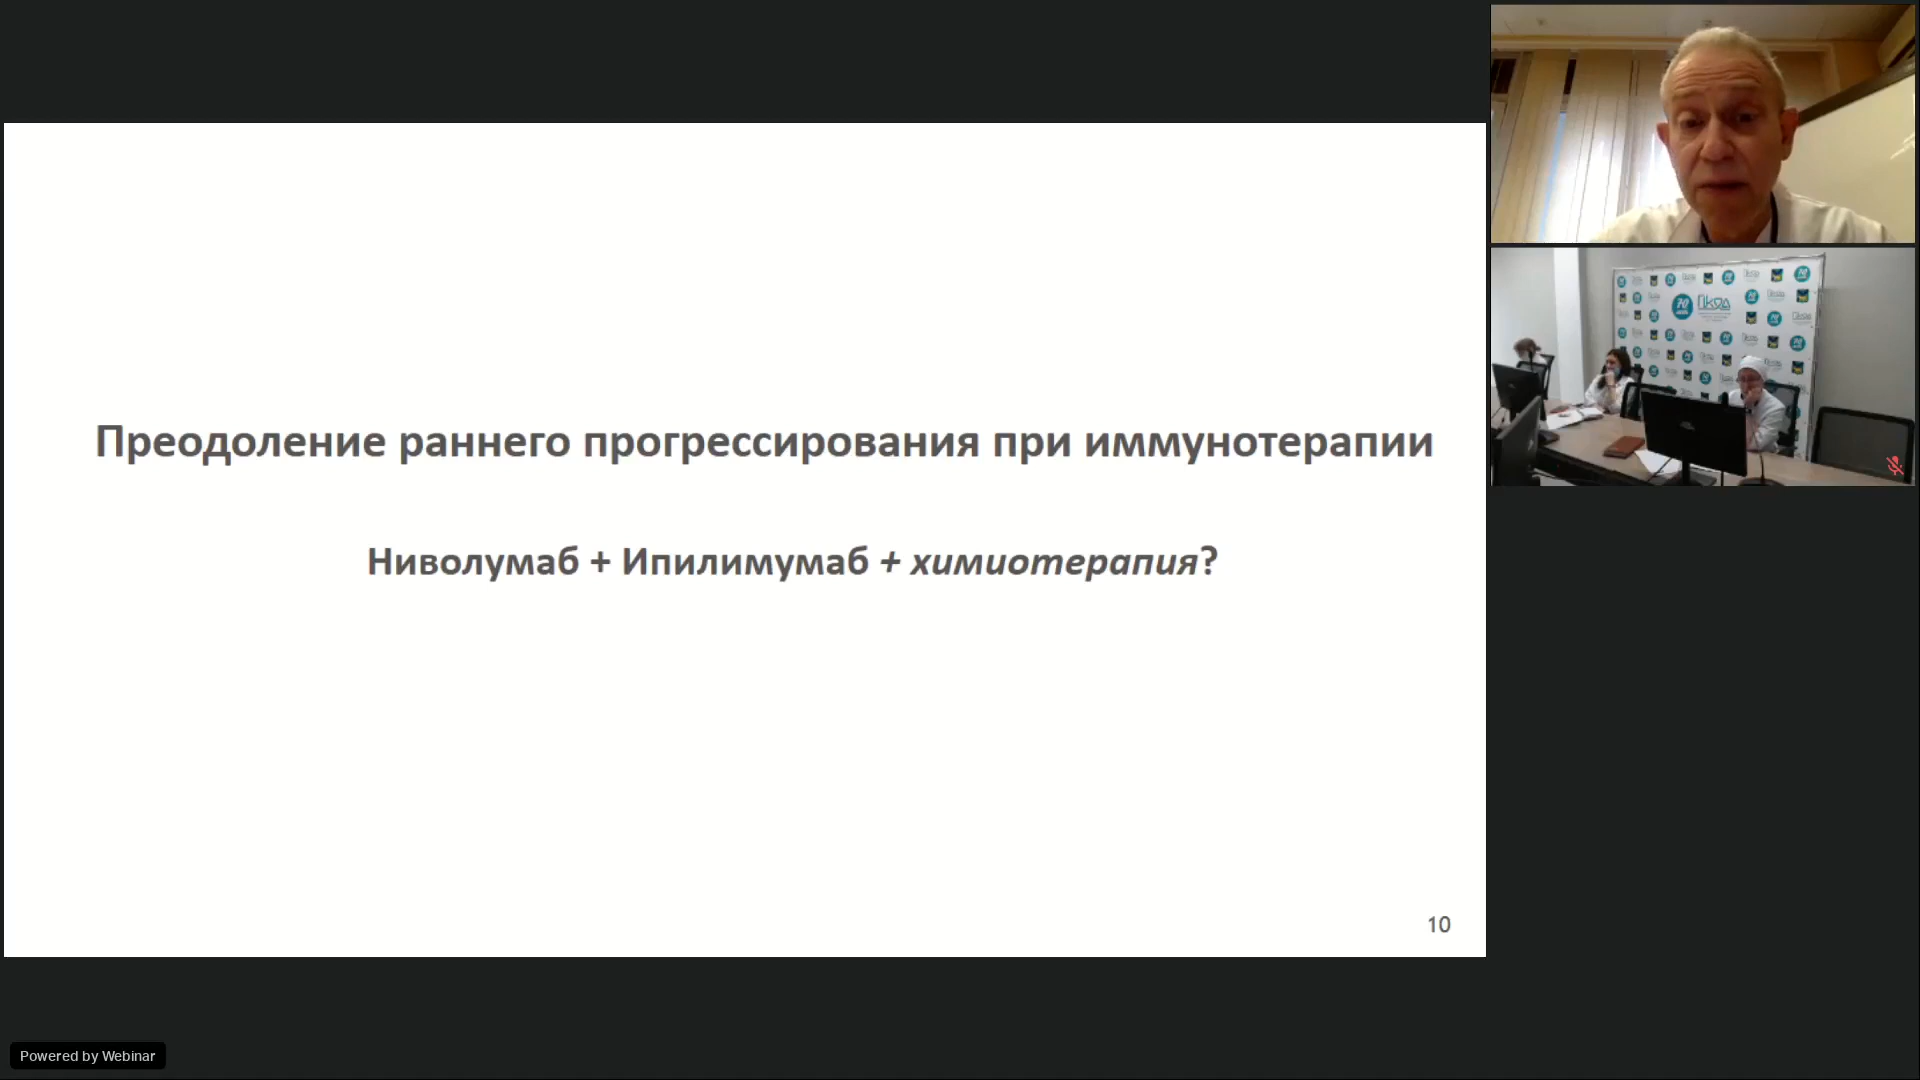 Преодоление раннего прогрессирования при иммунотерапии
Ниволумаб + Ипилимумаб + химиотерапия?
10
Powered by Webinar